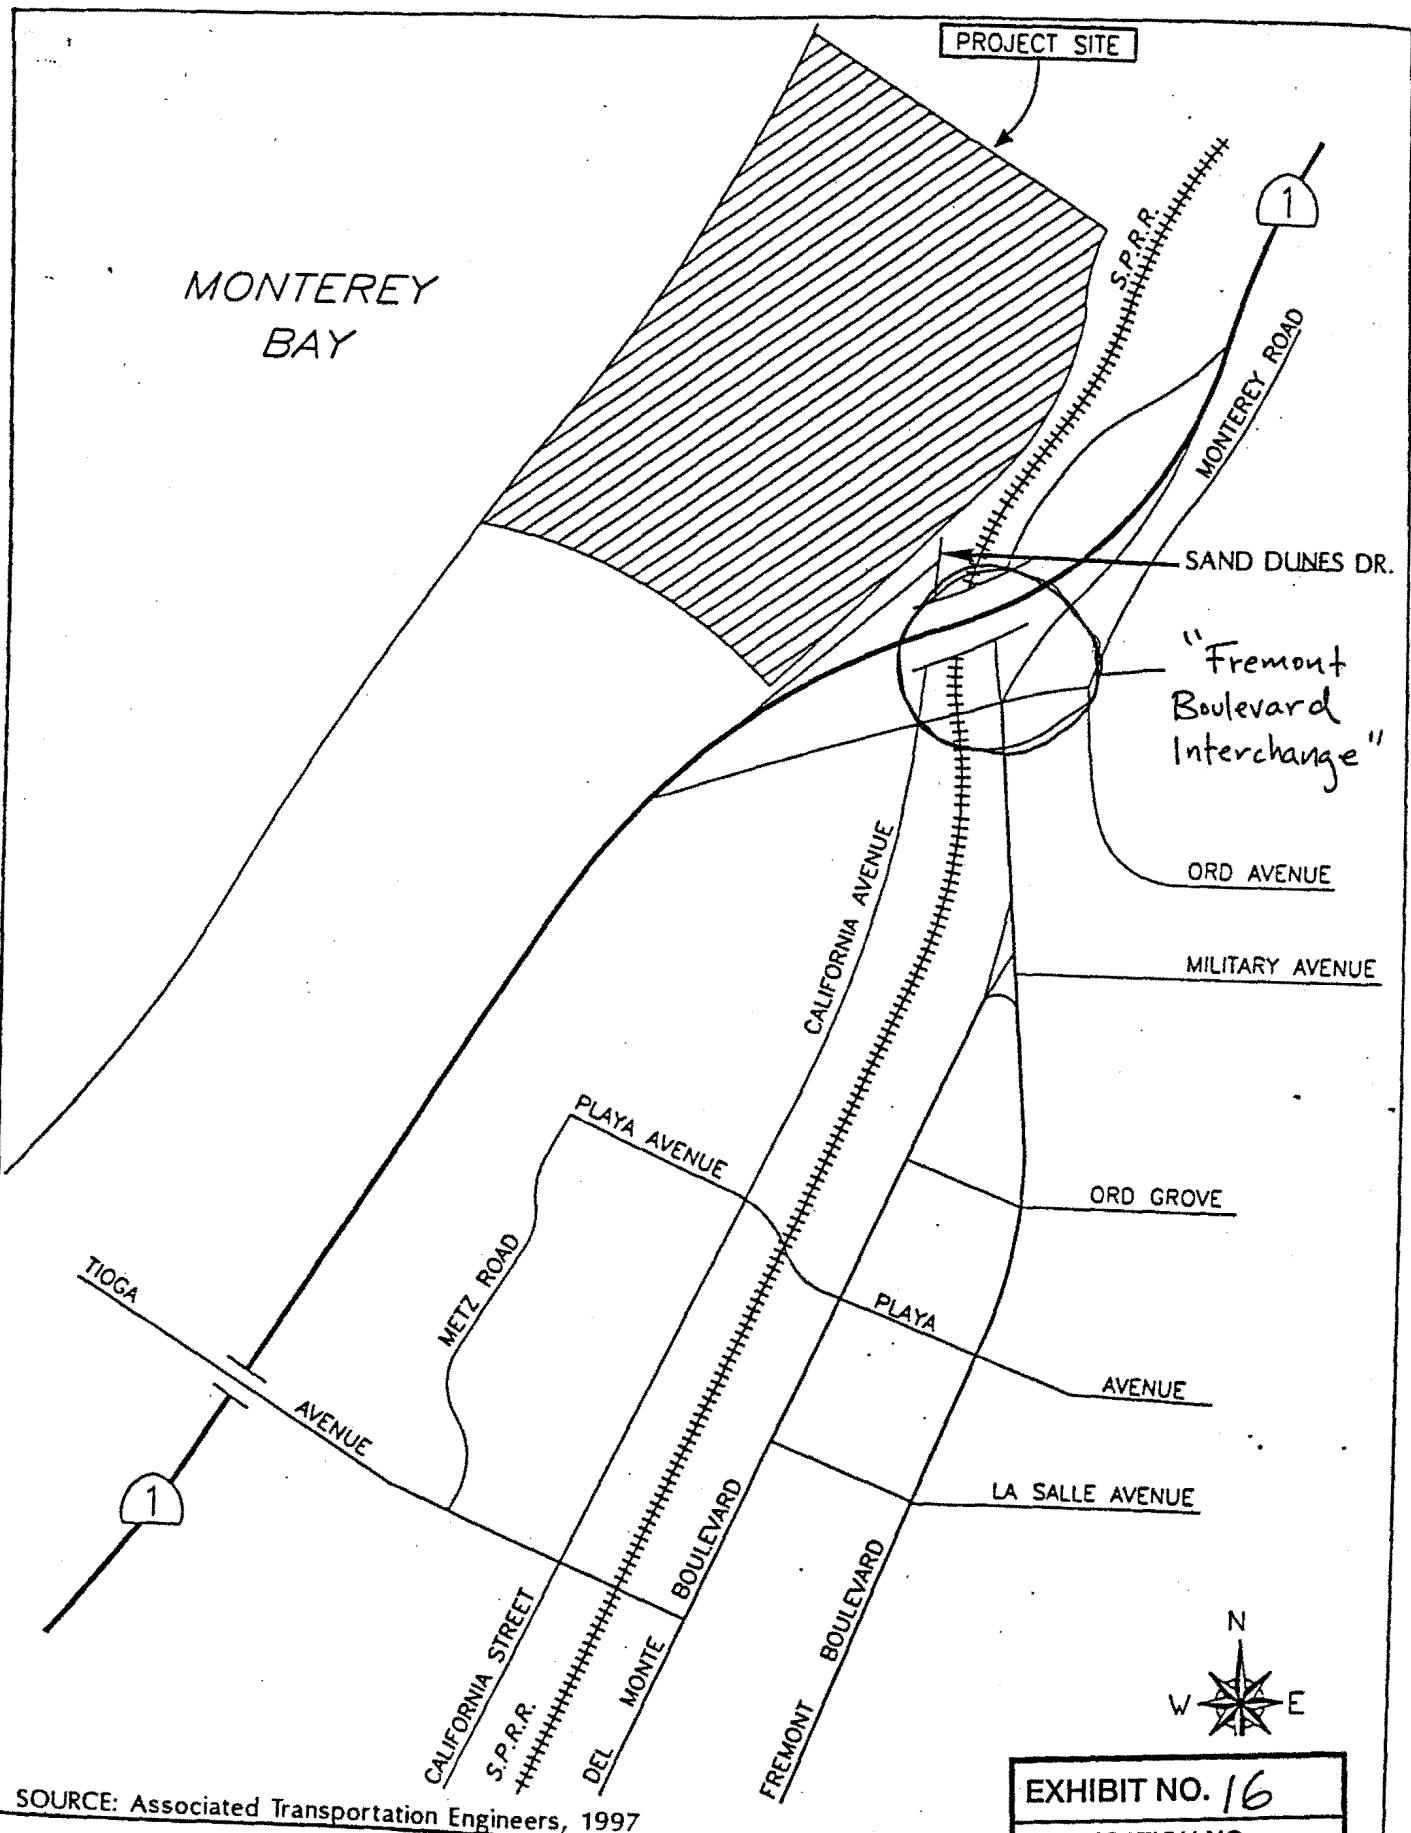 PROJECT SITE
1
S.P.R.R.
MONTEREY
BAY
MONTEREY ROAD
SAND DUNES DR.
"Fremont
Boulevard
Interchange"
CALIFORNIA AVENUE
ORD AVENUE
MILITARY AVENUE
PLAYA AVENUE
ORD GROVE
METZ ROAD
TIOGA
PLAYA
AVENUE
AVENUE
LA SALLE AVENUE
1
BOULEVARD
BOULEVARD
CALIFORNIA STREET
S.P.R.R.
DEL
MONTE
FREMONT
N
W
E
EXHIBIT NO. 16
SOURCE: Associated Transportation Engineers, 1997